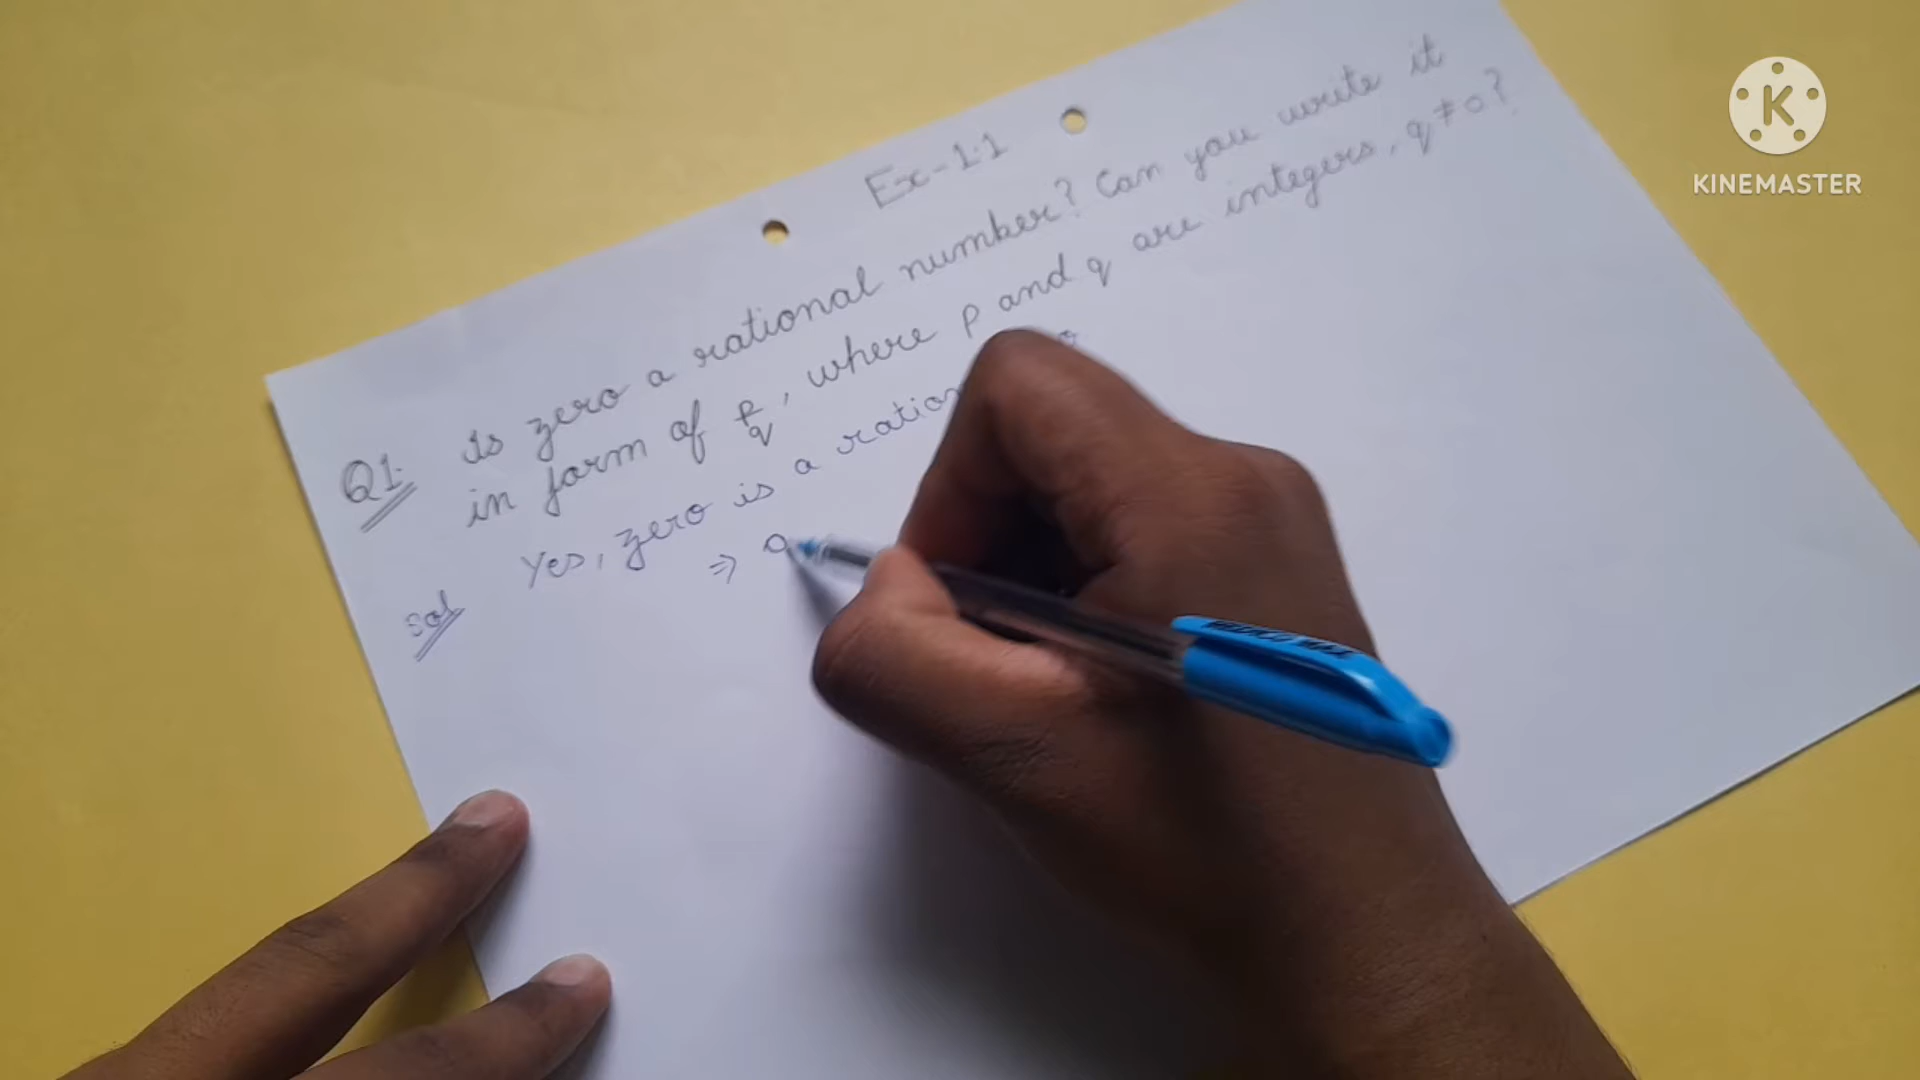 Ex-1.1
Q1. Is zero a rational number? Can you write it
in form of p/q, where p and q are integers, q ≠ 0?
Sol Yes, zero is a
⇒ 0
KINEMASTER